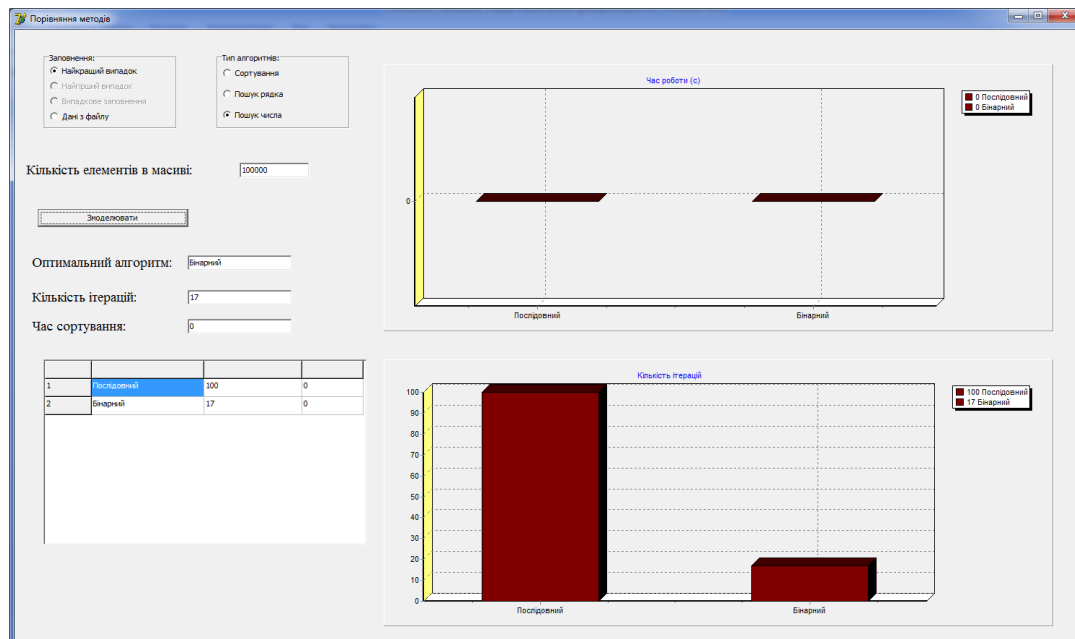 Порівняння методів
Заповнення:
Найкращий випадок
Найгірший випадок
Випадкове заповнення
Дані з файлу
Тип алгоритмів:
Сортування
Пошук рядка
Пошук числа
Кількість елементів в масиві:
100000
Змоделювати
Оптимальний алгоритм:
Бінарний
Кількість ітерацій:
17
Час сортування:
0
1 Послідовний 100 0
2 Бінарний 17 0
Час роботи (с)
0
Послідовний Бінарний
0 Послідовний
0 Бінарний
Кількість ітерацій
100
90
80
70
60
50
40
30
20
10
0
Послідовний Бінарний
100 Послідовний
17 Бінарний